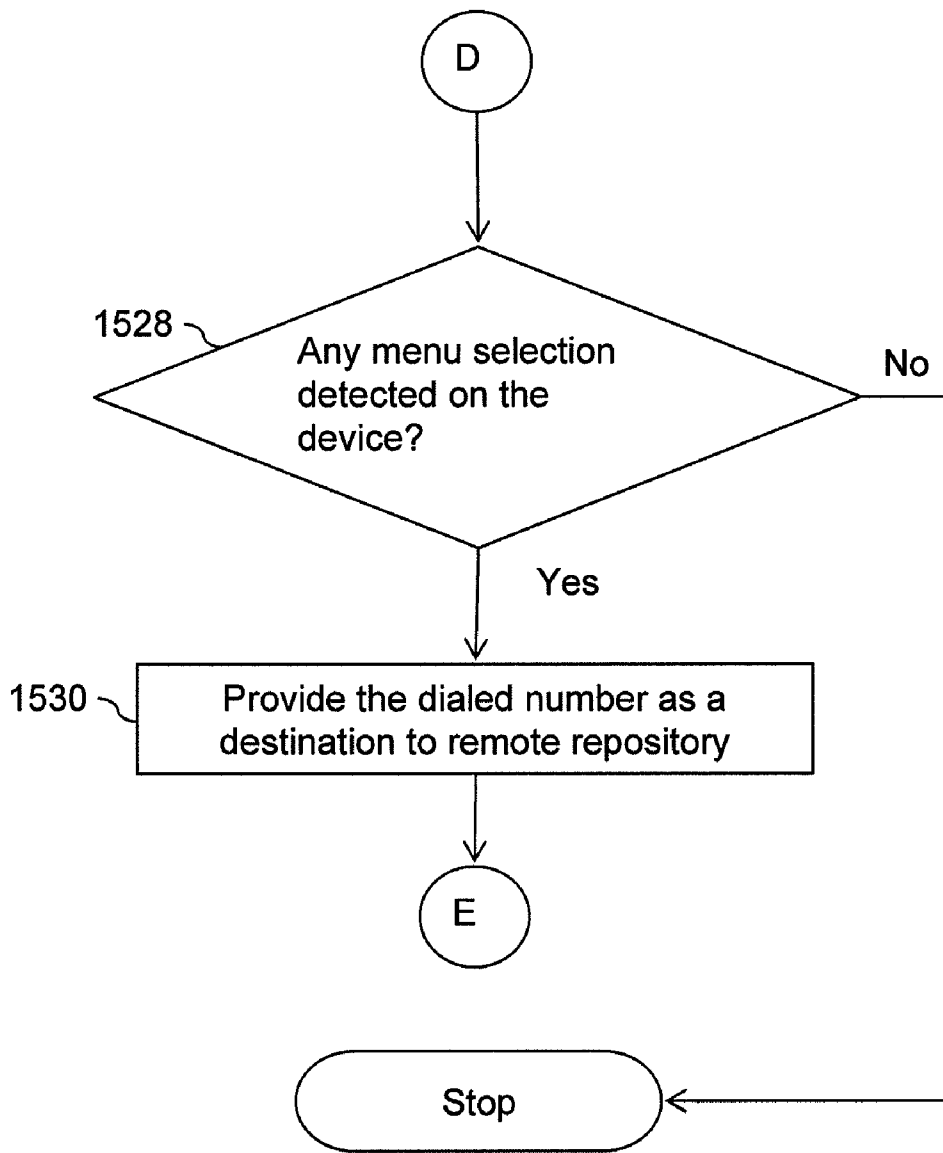 D
1528
Any menu selection
detected on the
device?
No
Yes
1530
Provide the dialed number as a
destination to remote repository
E
Stop